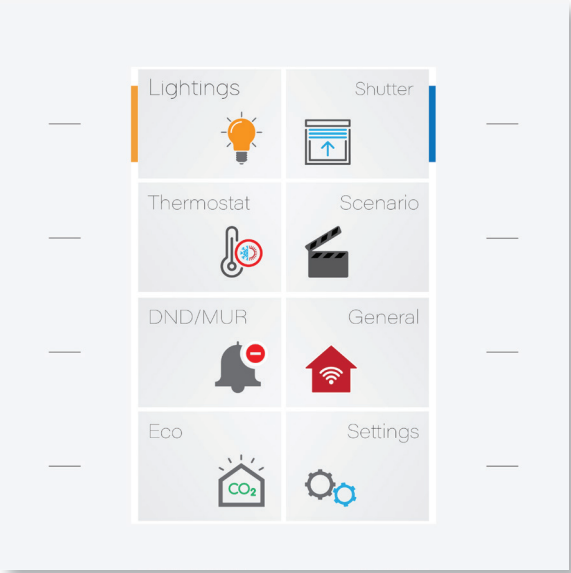 Lightings
Shutter
Thermostat
Scenario
DND/MUR
General
Eco
Settings
CO₂